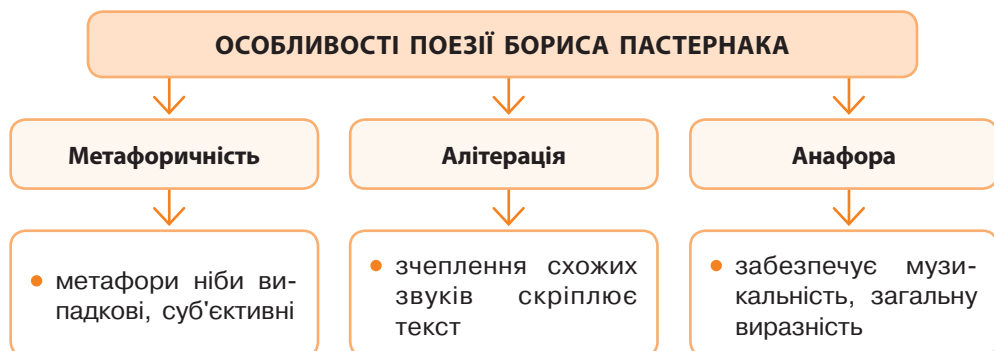 ОСОБЛИВОСТІ ПОЕЗІЇ БОРИСА ПАСТЕРНАКА
Метафоричність
Алітерація
Анафора
• метафори ніби ви-
падкові, суб'єктивні
• зчеплення схожих
звуків скріплює
текст
• забезпечує музи-
кальність, загальну
виразність